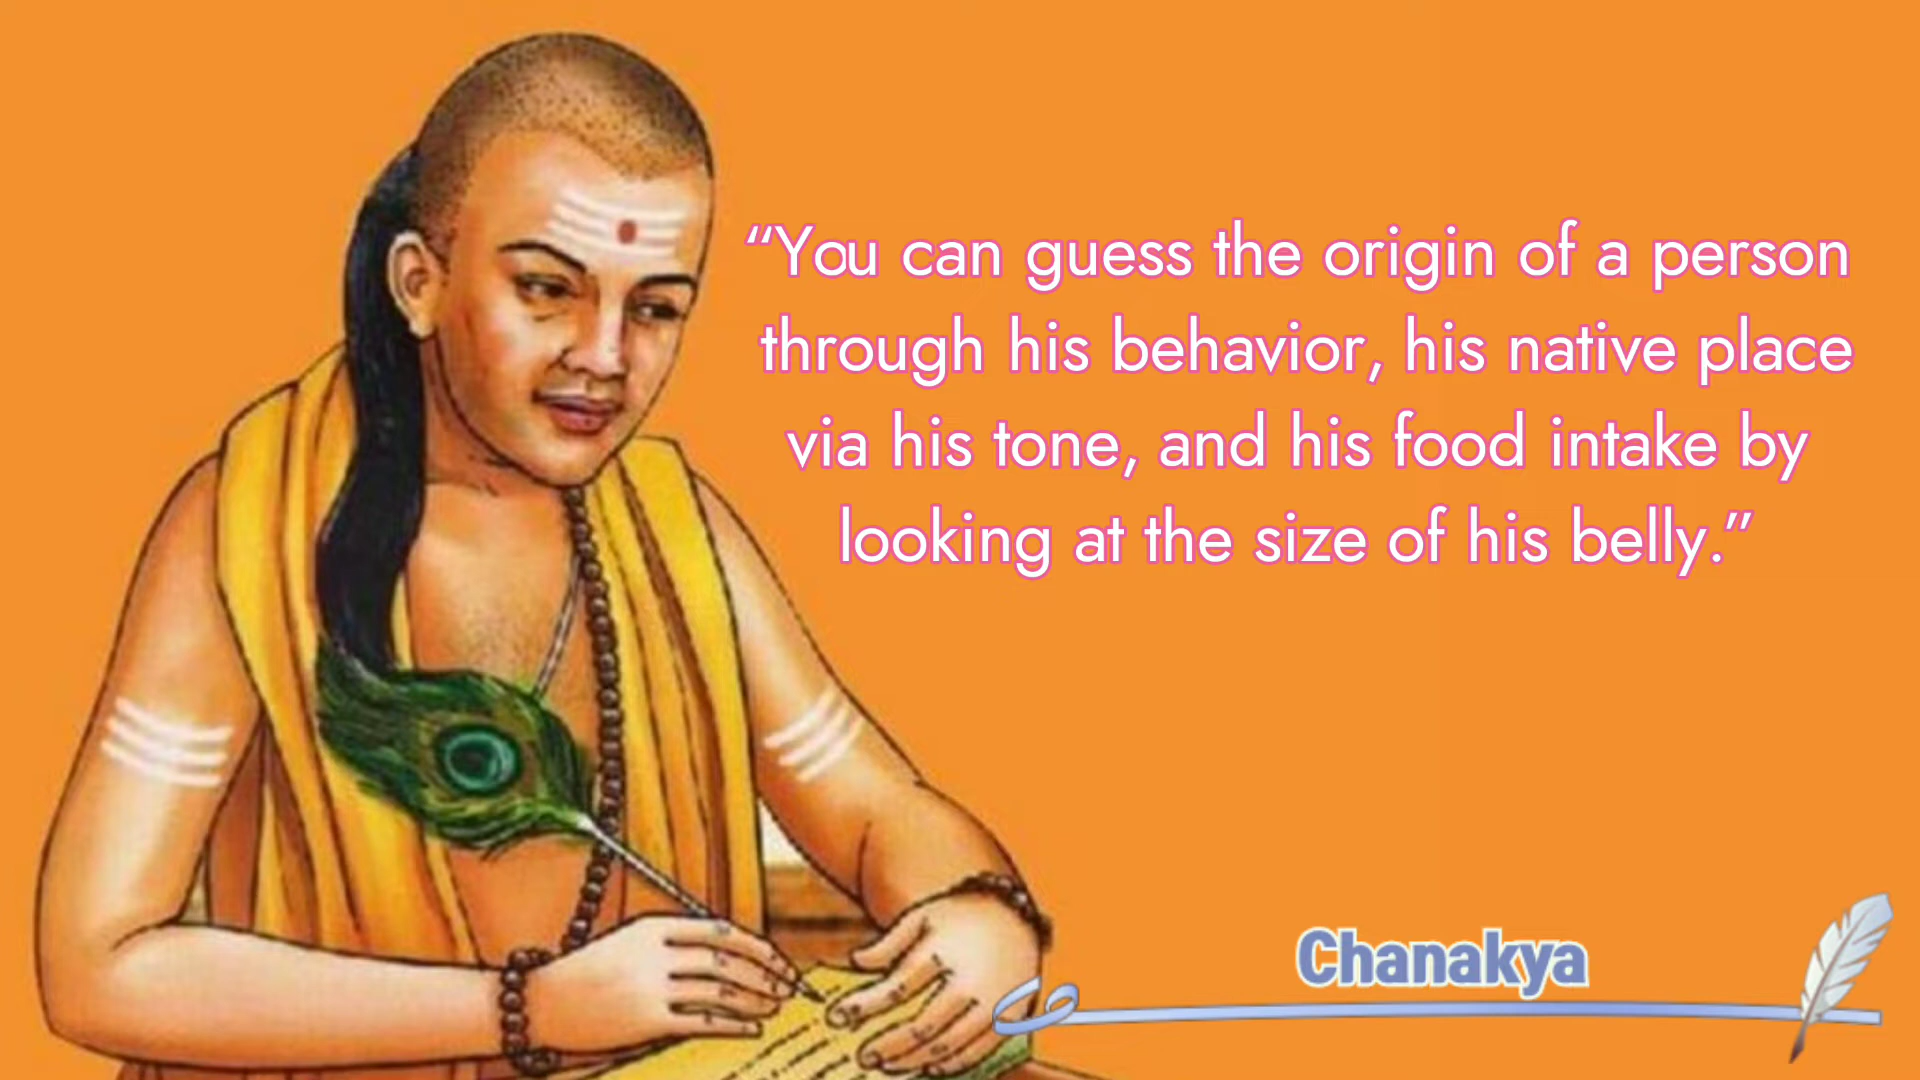 “You can guess the origin of a person
through his behavior, his native place
via his tone, and his food intake by
looking at the size of his belly.”
Chanakya